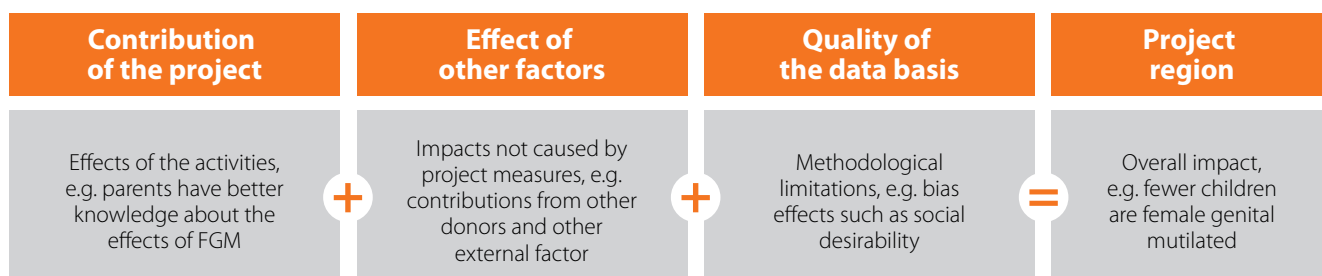 Contribution
of the project
Effects of the activities,
e.g. parents have better
knowledge about the
effects of FGM
+
Effect of
other factors
Impacts not caused by
project measures, e.g.
contributions from other
donors and other
external factor
+
Quality of
the data basis
Methodological
limitations, e.g. bias
effects such as social
desirability
=
Project
region
Overall impact,
e.g. fewer children
are female genital
mutilated